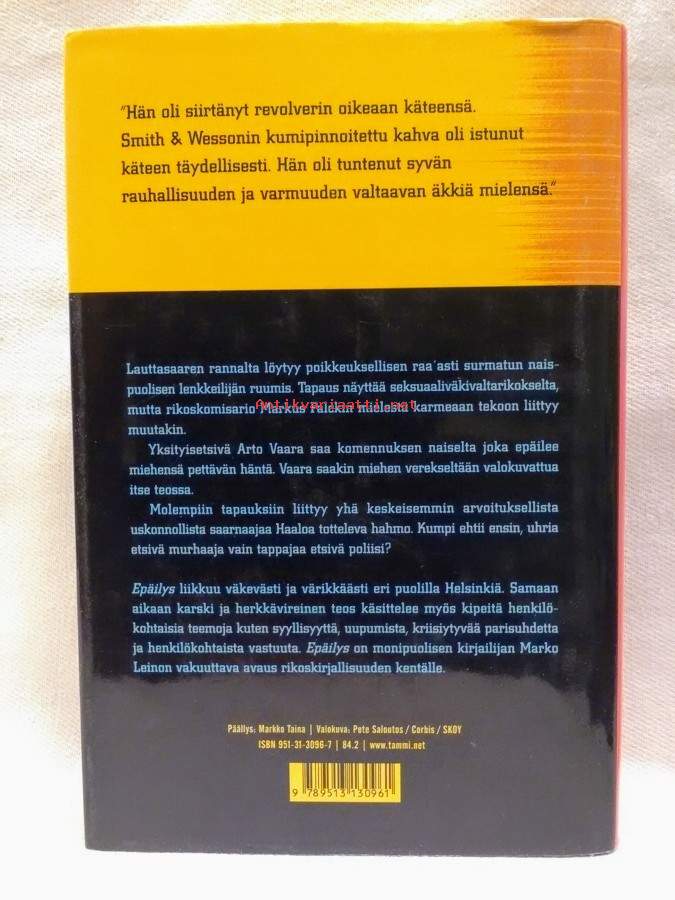 "Hän oli siirtänyt revolverin oikeaan käteensä.
Smith & Wessonin kumipinnoitettu kahva oli istunut
käteen täydellisesti. Hän oli tuntenut syvän
rauhallisuuden ja varmuuden valtaavan äkkiä mielensä."
Lauttasaaren rannalta löytyy poikkeuksellisen raa'asti surmatun nais-
puolisen lenkkeilijän ruumis. Tapaus näyttää seksuaaliväkivaltarikokselta,
mutta rikoskomisario Markus Falckin mielestä karmeaan tekoon liittyy
Antikvariaatti.net
muutakin.
Yksityisetsivä Arto Vaara saa komennuksen naiselta joka epäilee
miehensä pettävän häntä. Vaara saakin miehen verekseltään valokuvattua
itse teossa.
Molempiin tapauksiin liittyy yhä keskeisemmin arvoituksellista
uskonnollista saarnaajaa Haaloa totteleva hahmo. Kumpi ehtii ensin, uhria
etsivä murhaaja vain tappajaa etsivä poliisi?
Epäilys liikkuu väkevästi ja värikkäästi eri puolilla Helsinkiä. Samaan
aikaan karski ja herkkävireinen teos käsittelee myös kipeitä henkilö-
kohtaisia teemoja kuten syyllisyyttä, uupumista, kriisiytyvää parisuhdetta
ja henkilökohtaista vastuuta. Epäilys on monipuolisen kirjailijan Marko
Leinon vakuuttava avaus rikoskirjallisuuden kentälle.
Päällys: Markko Taina | Valokuva: Pete Saloutos / Corbis / SKOY
ISBN 951-31-3096-7 | 84.2 | www.tammi.net
9 789513 130961